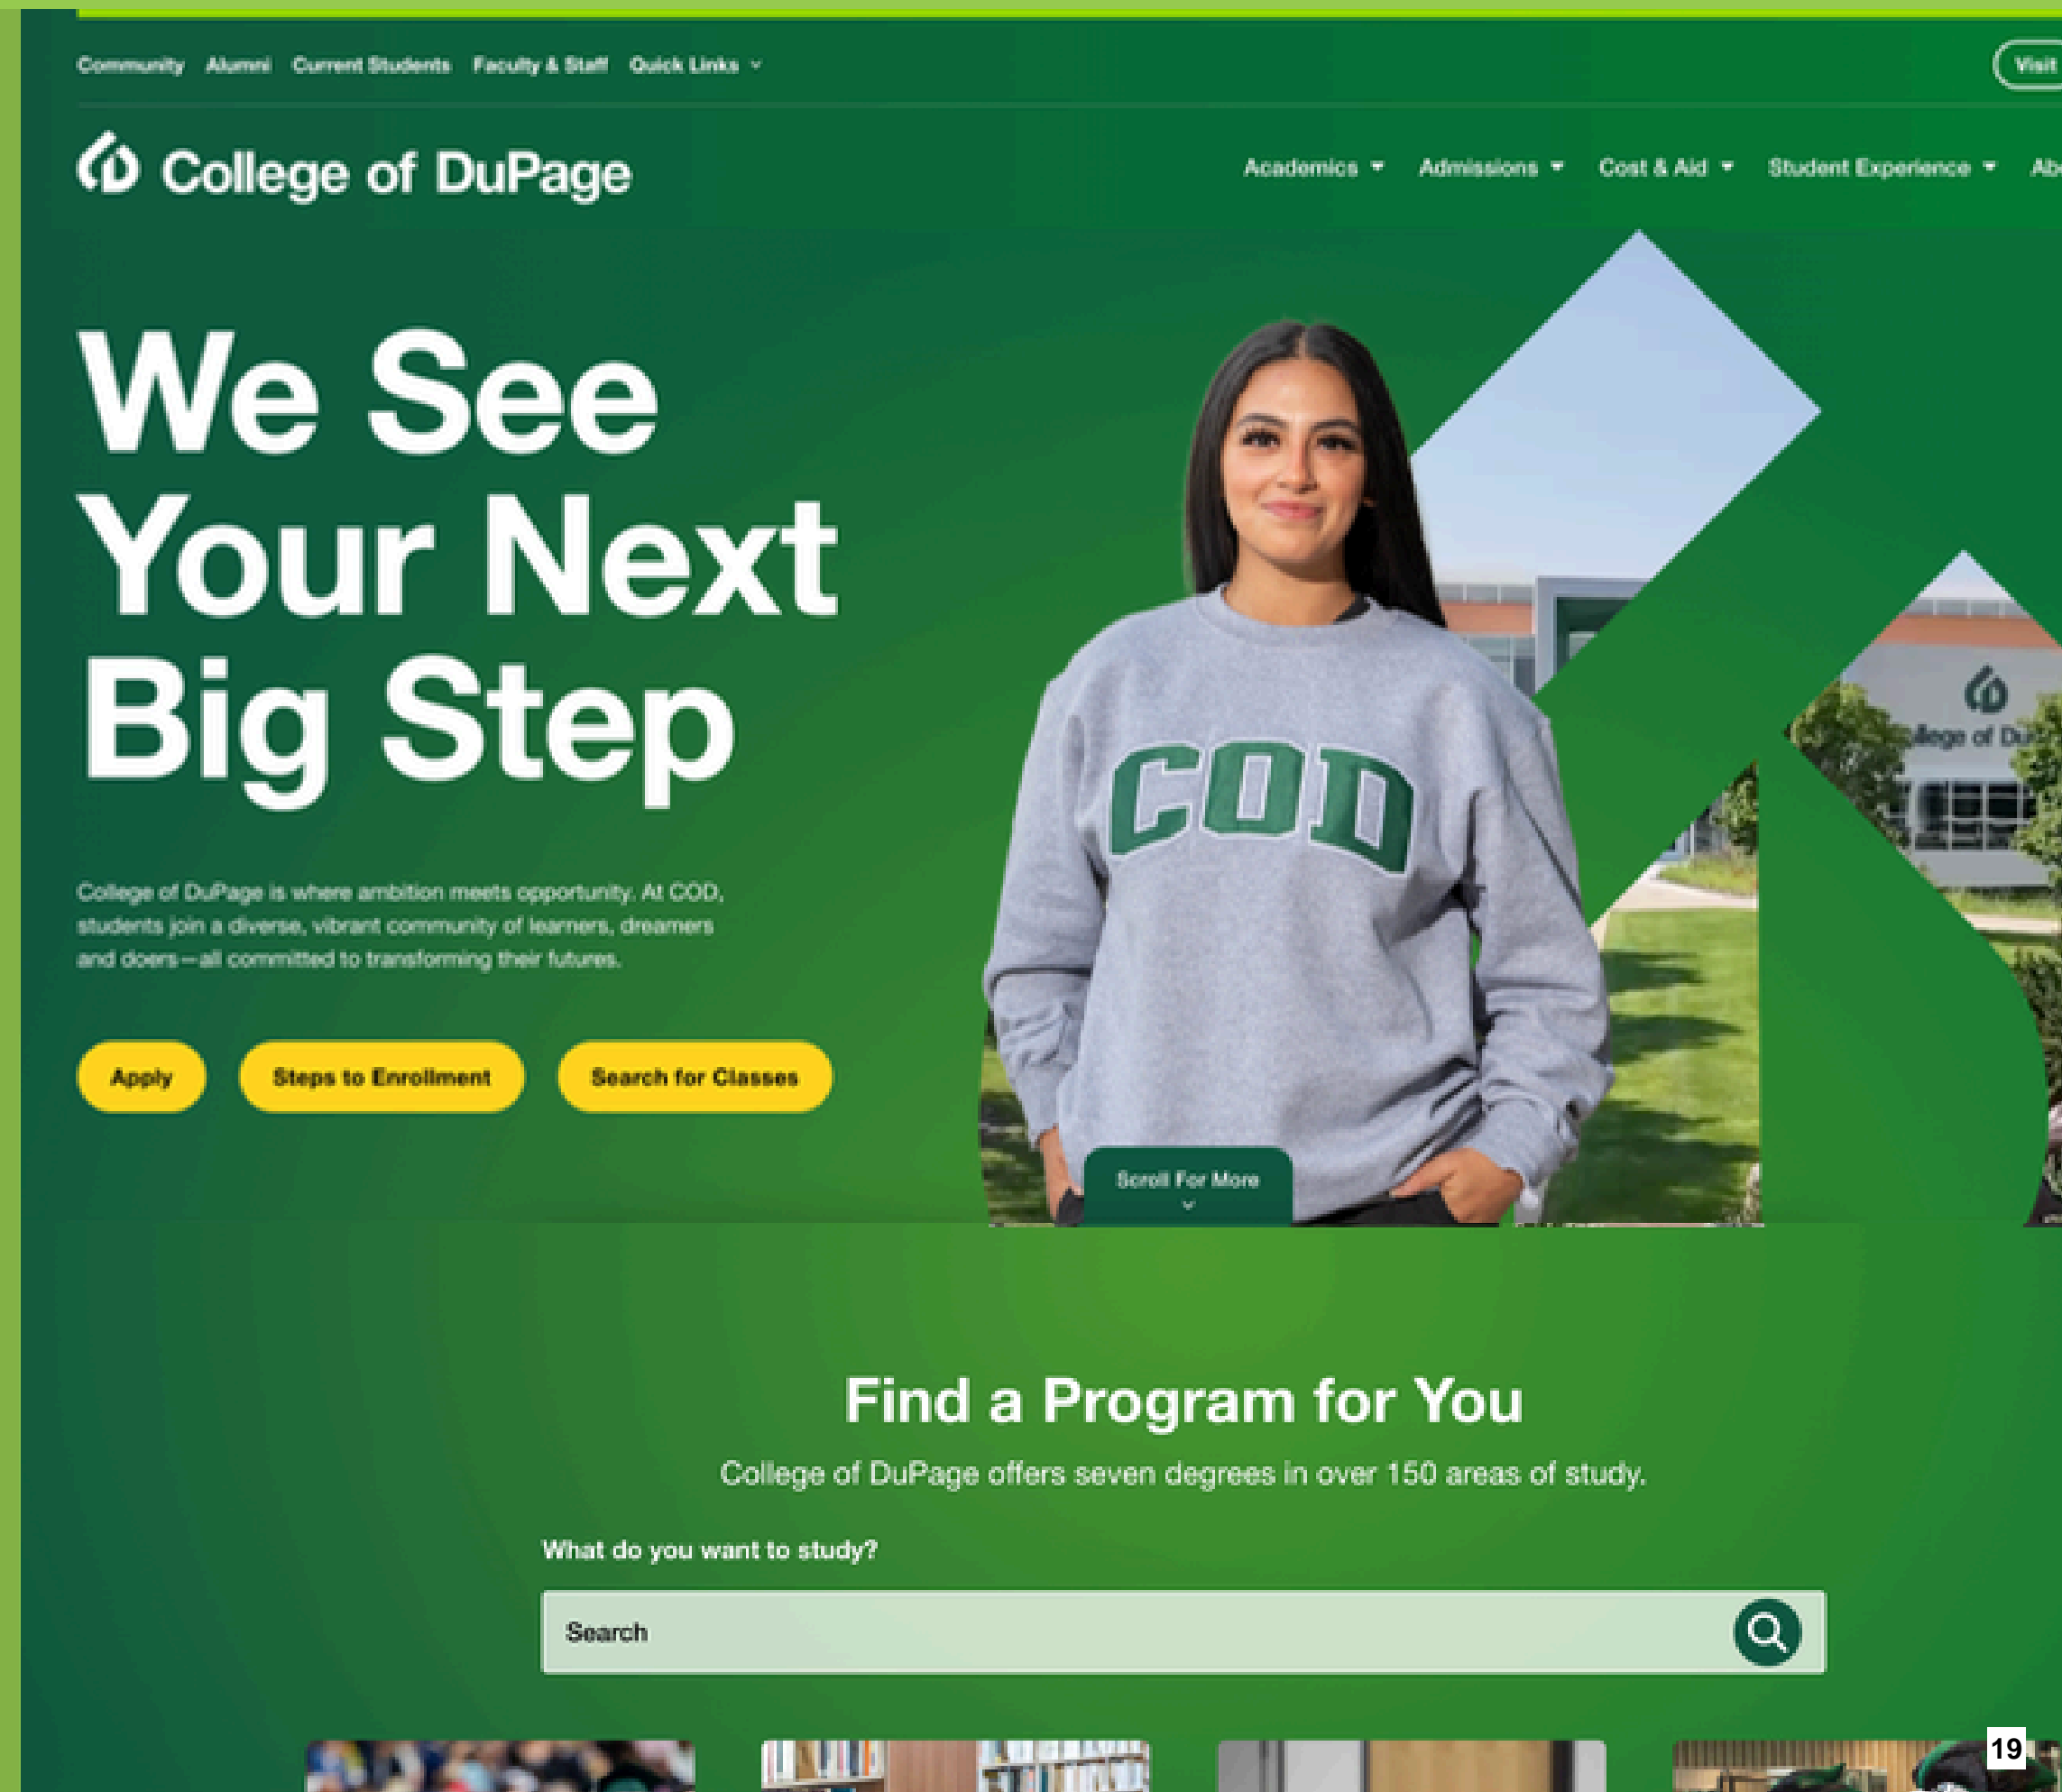 Community Alumni Current Students Faculty & Staff Quick Links
Visit
College of DuPage
Academics Admissions Cost & Aid Student Experience
We See
Your Next
Big Step
COD
College of DuPage is where ambition meets opportunity. At COD,
students join a diverse, vibrant community of learners, dreamers
and doers—all committed to transforming their futures.
Apply Steps to Enrollment Search for Classes
Scroll For More
Find a Program for You
College of DuPage offers seven degrees in over 150 areas of study.
What do you want to study?
Search
19